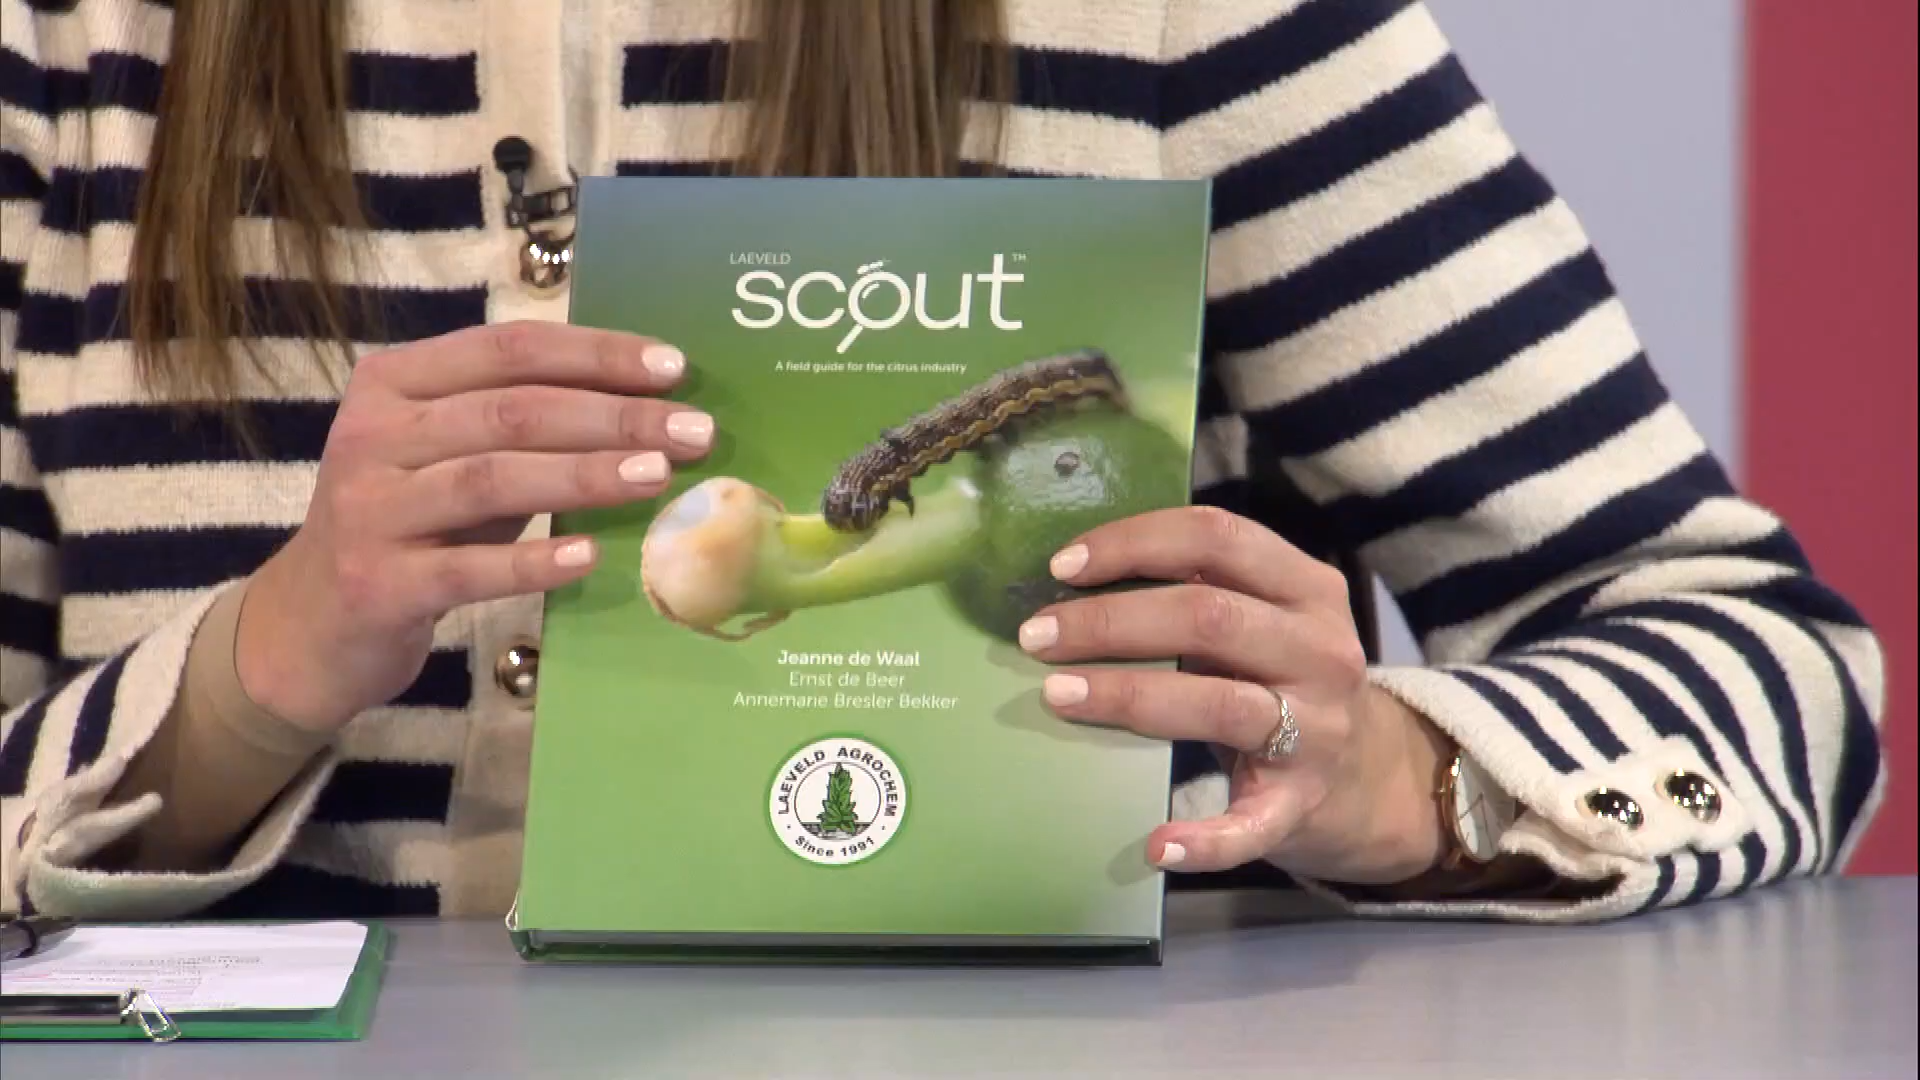 LAEVELD
scout™
A field guide for the citrus industry
Jeanne de Waal
Ernst de Beer
Annemarie Bresler Bekker
LAEVELD AGROCHEM
• Since 1991 •